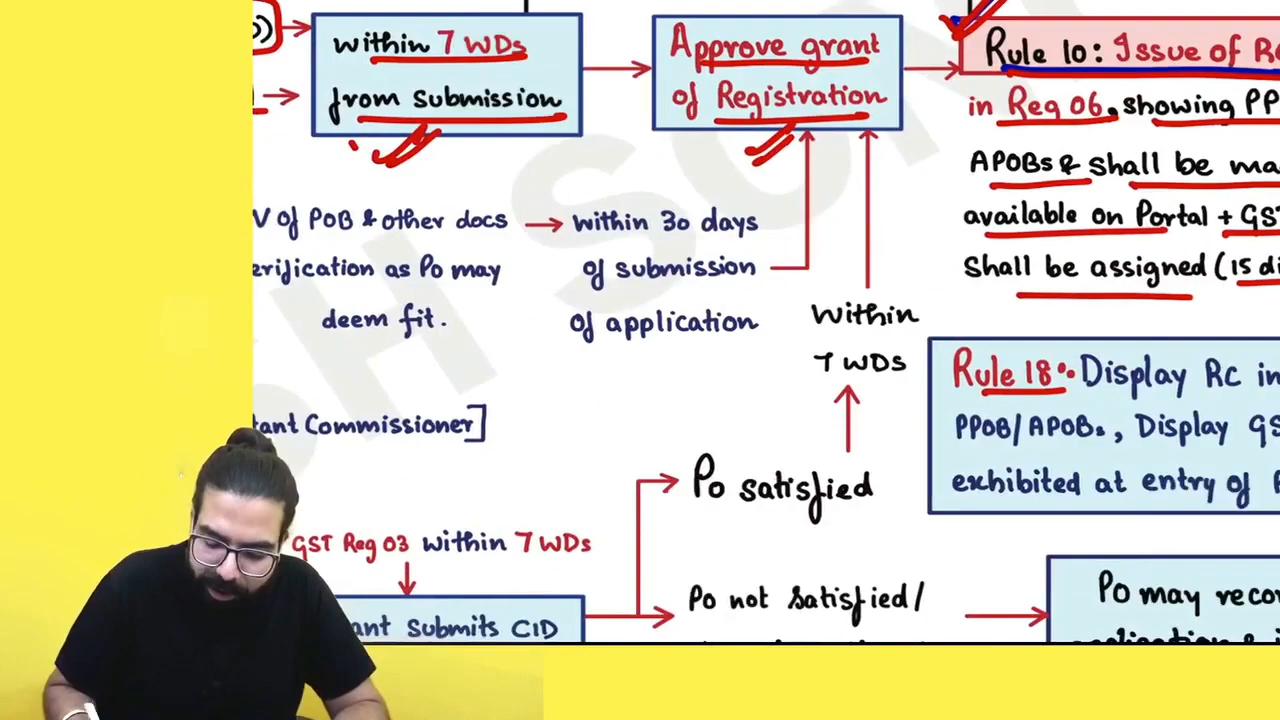 within 7 WDs
from submission
Approve grant
of Registration
Rule 10: Issue of
in Reg 06. showing
APOBs & shall be
available on Portal +
Shall be assigned (15
V of POB & other docs
within 30 days
erification as Po may
of submission
deem fit.
of application
within
7 WDs
Rule 18: Display RC in
PPOB/APOBs, Display
exhibited at entry of
tant Commissioner]
Po satisfied
GST Reg 03 within 7 WDs
ant submits CID
Po not satisfied/
Po may